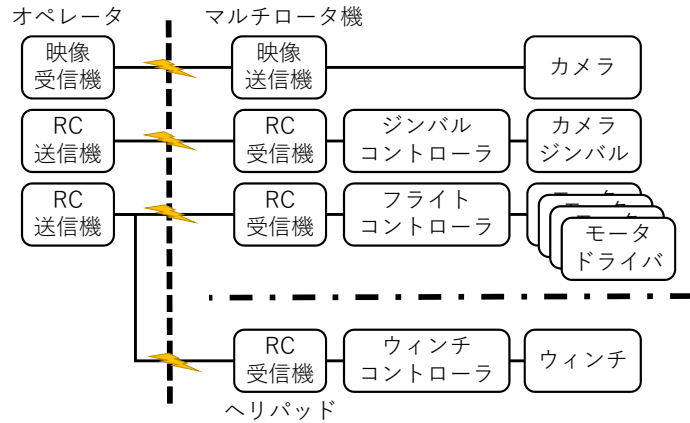 オペレータ
マルチロータ機
映像
受信機
映像
送信機
カメラ
RC
送信機
RC
受信機
ジンバル
コントローラ
カメラ
ジンバル
RC
送信機
RC
受信機
フライト
コントローラ
モータ
ドライバ
RC
受信機
ウィンチ
コントローラ
ウィンチ
ヘリパッド